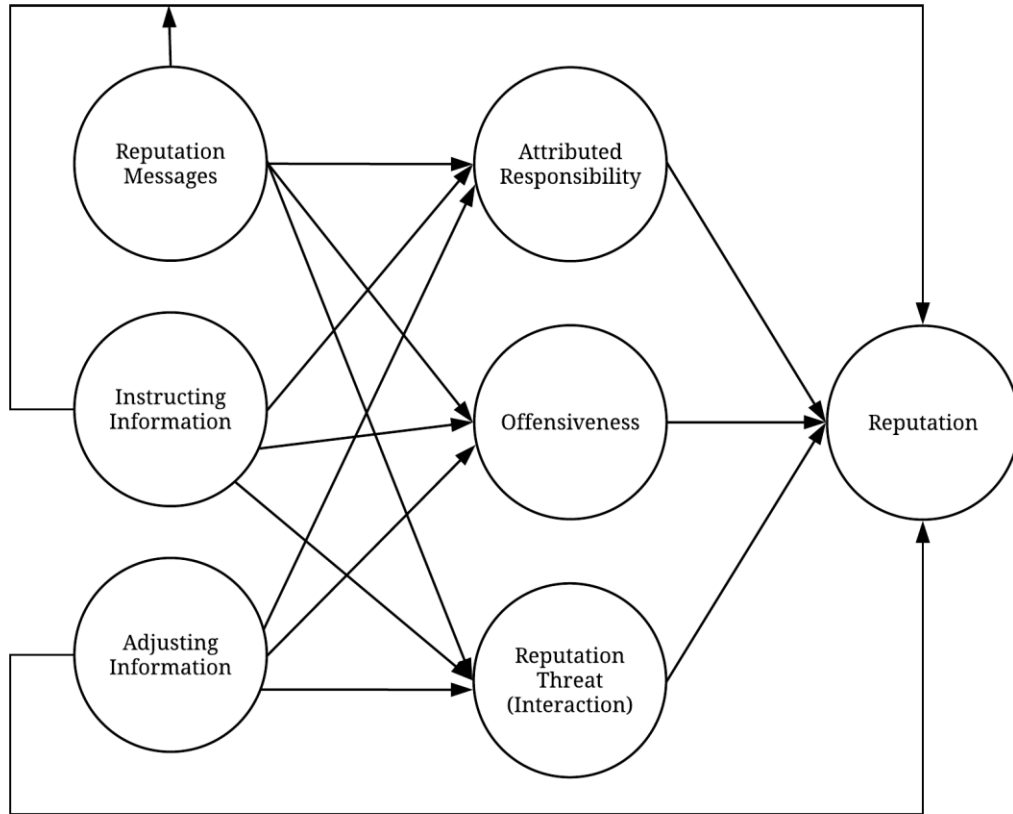 Reputation
Messages
Attributed
Responsibility
Instructing
Information
Offensiveness
Reputation
Adjusting
Information
Reputation
Threat
(Interaction)